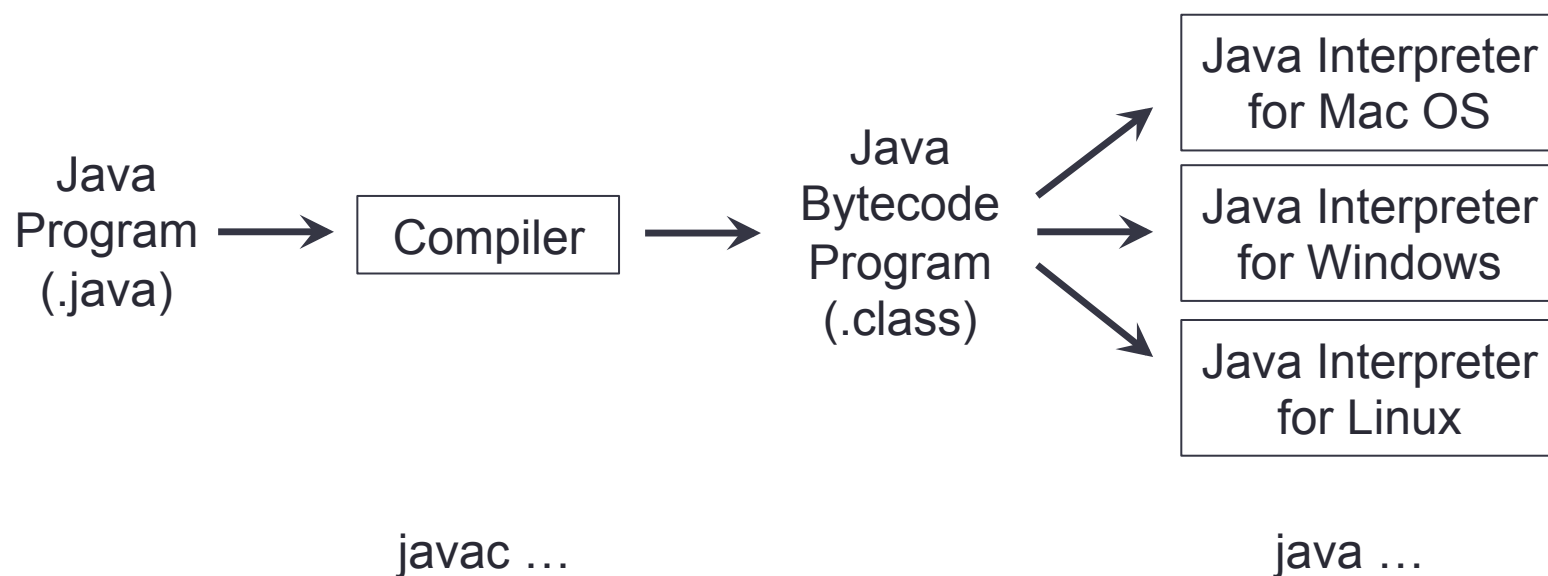 Java
Program
(.java)
Compiler
Java
Bytecode
Program
(.class)
Java Interpreter
for Mac OS
Java Interpreter
for Windows
Java Interpreter
for Linux
javac …
java …